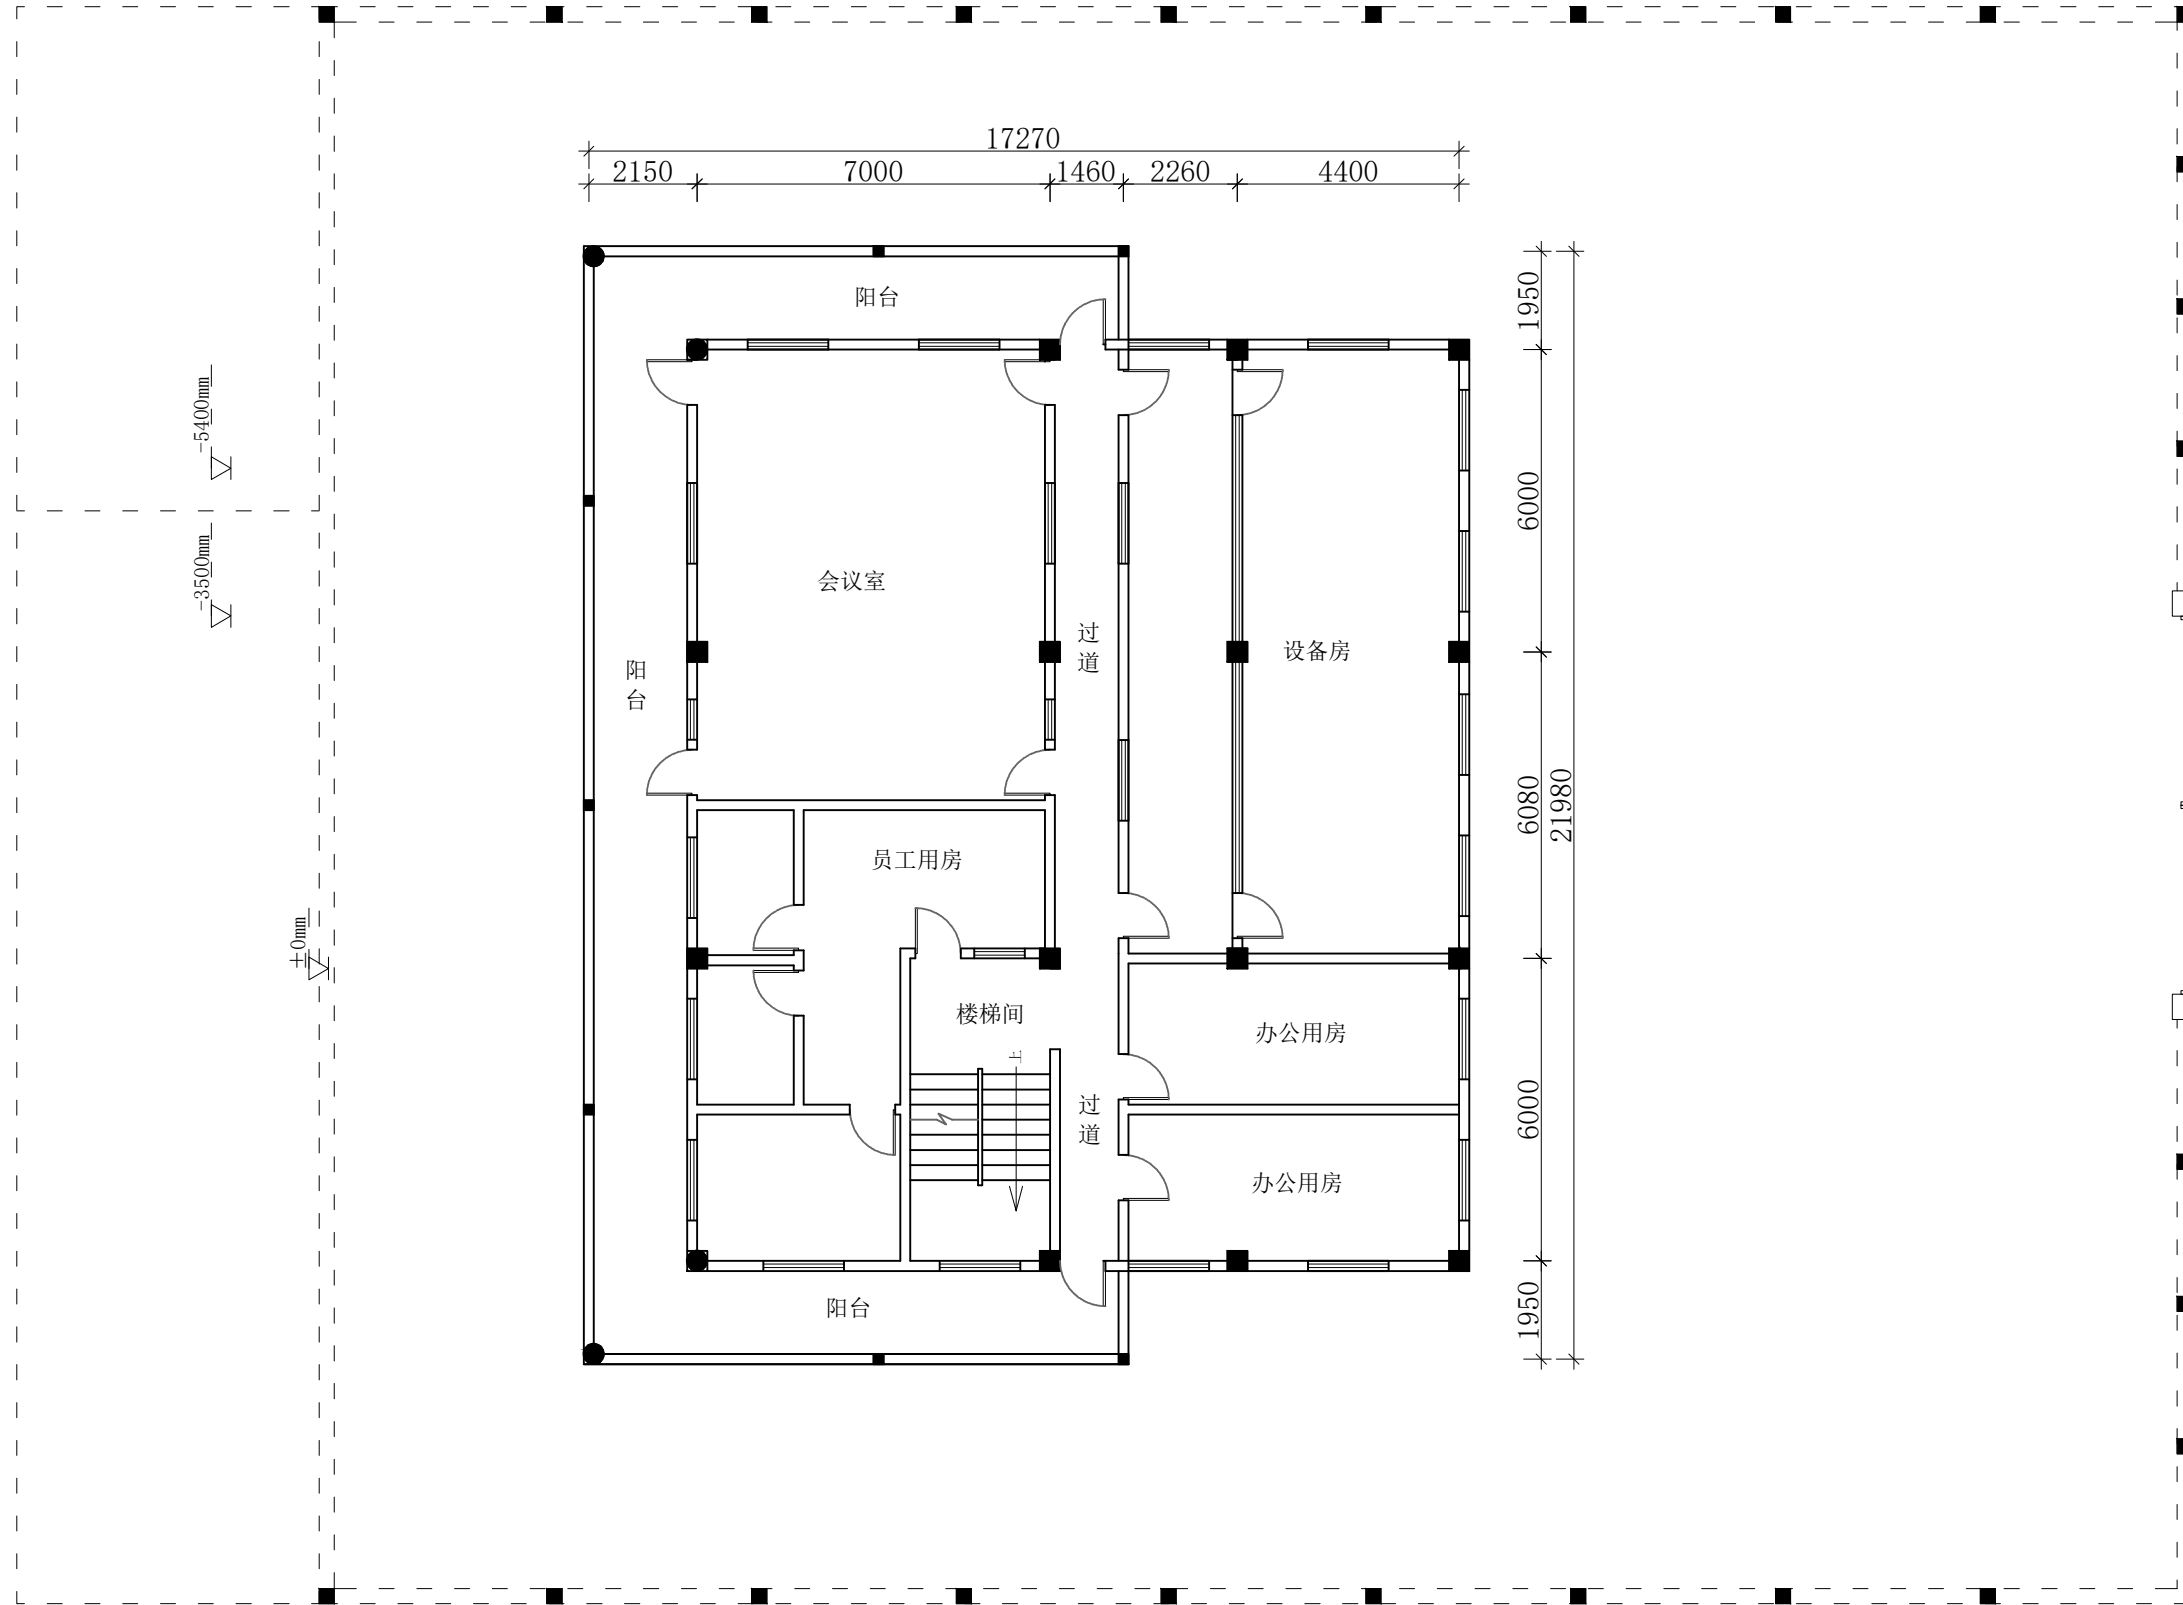 17270
2150
7000
1460
2260
4400
阳台
1950
-5400mm
6000
-3500mm
会议室
过道
设备房
阳台
6080
21980
员工用房
±0mm
楼梯间
办公用房
上
6000
过道
办公用房
阳台
1950